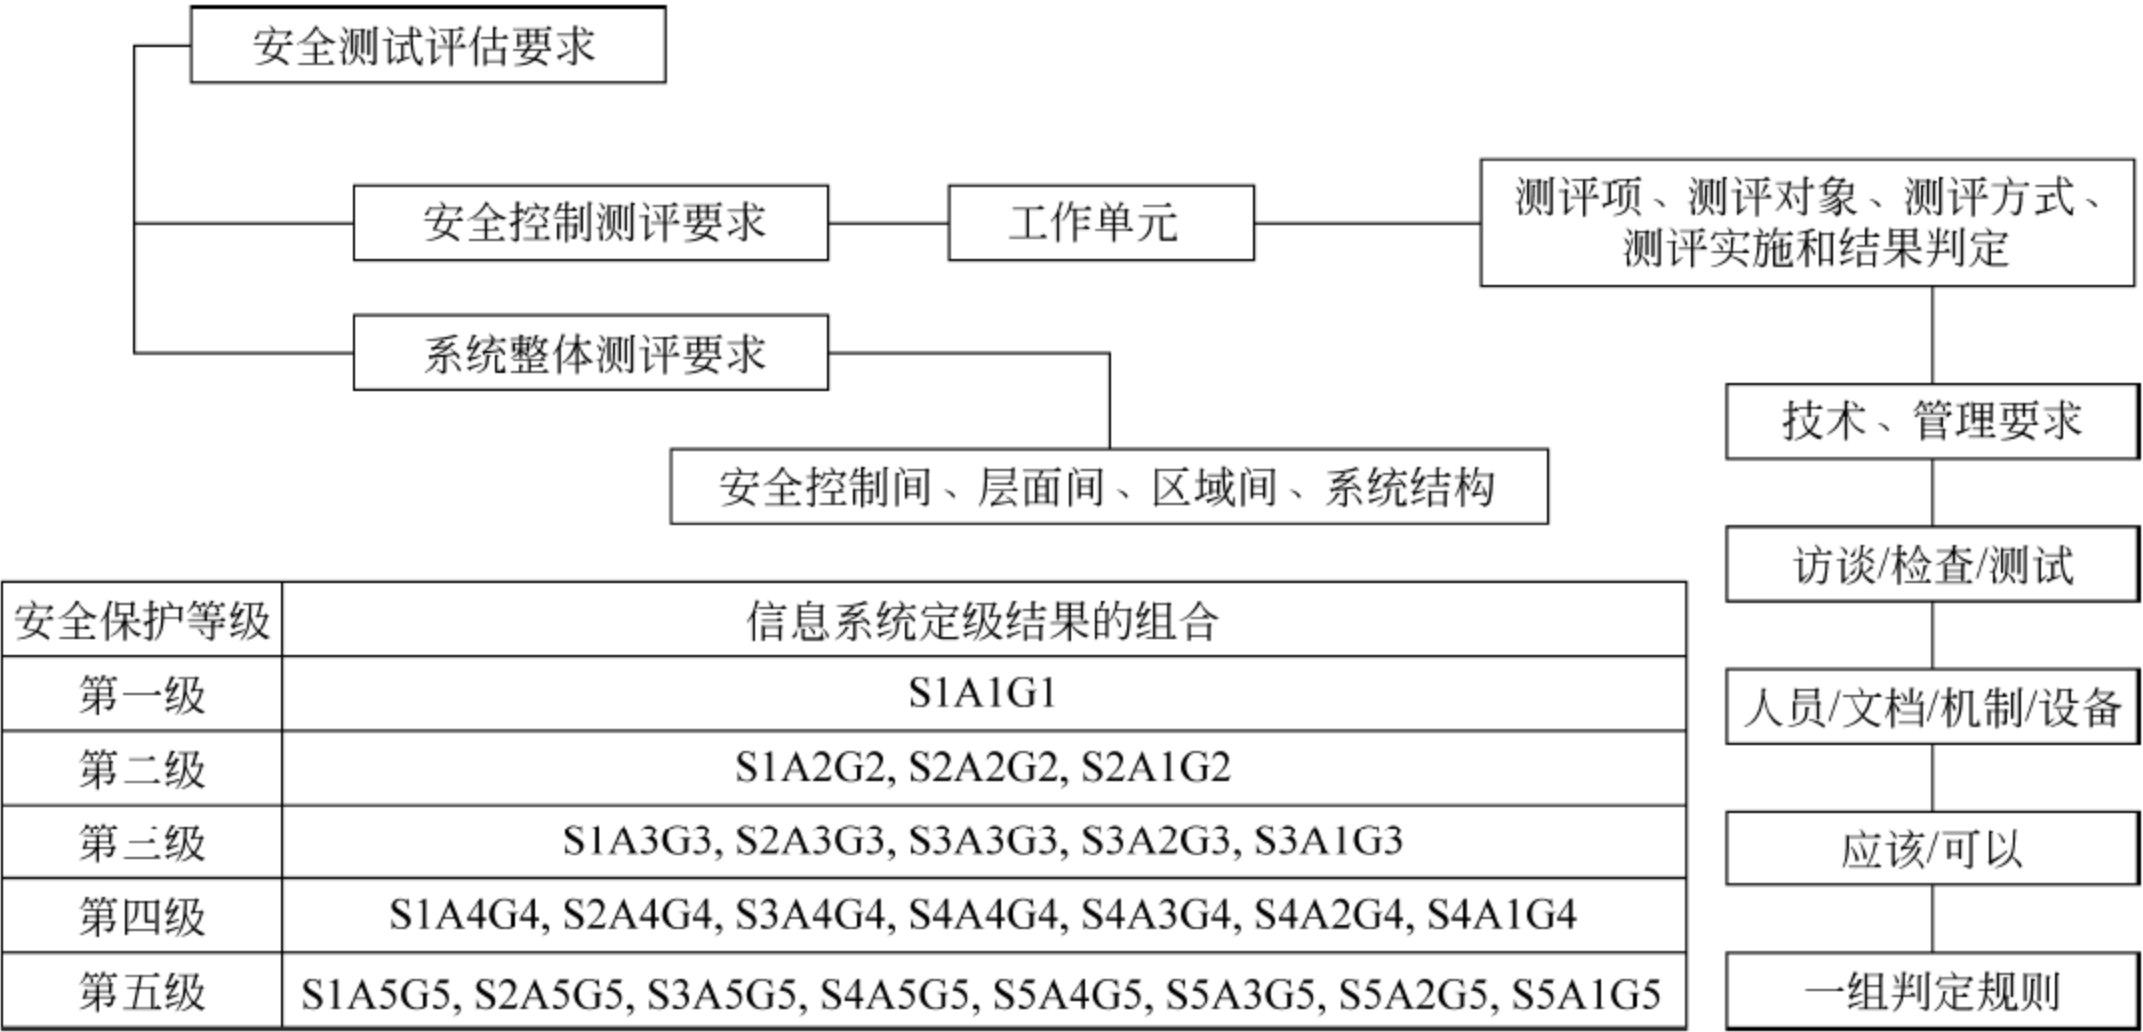 安全测试评估要求
安全控制测评要求
工作单元
测评项、测评对象、测评方式、
测评实施和结果判定
系统整体测评要求
安全控制间、层面间、区域间、系统结构
技术、管理要求
访谈/检查/测试
人员/文档/机制/设备
应该/可以
一组判定规则
安全保护等级 信息系统定级结果的组合
第一级 S1A1G1
第二级 S1A2G2, S2A2G2, S2A1G2
第三级 S1A3G3, S2A3G3, S3A3G3, S3A2G3, S3A1G3
第四级 S1A4G4, S2A4G4, S3A4G4, S4A4G4, S4A3G4, S4A2G4, S4A1G4
第五级 S1A5G5, S2A5G5, S3A5G5, S4A5G5, S5A4G5, S5A3G5, S5A2G5, S5A1G5